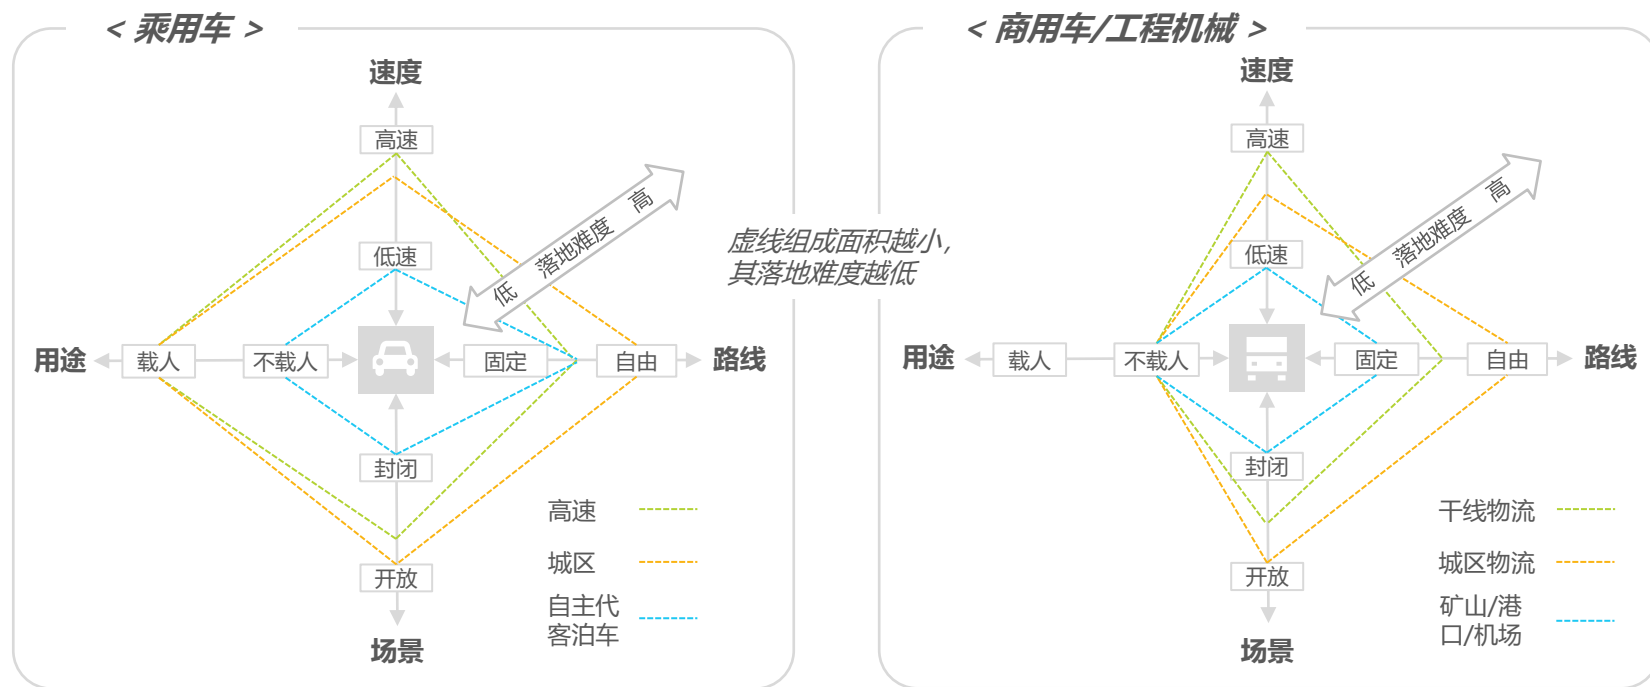 < 乘用车 >
速度
高速
高
落地难度
低
低速
用途
载人
不载人
固定
自由
路线
封闭
开放
场景
高速
城区
自主代
客泊车
虚线组成面积越小，
其落地难度越低
< 商用车/工程机械 >
速度
高速
高
落地难度
低
低速
用途
载人
不载人
固定
自由
路线
封闭
开放
场景
干线物流
城区物流
矿山/港
口/机场